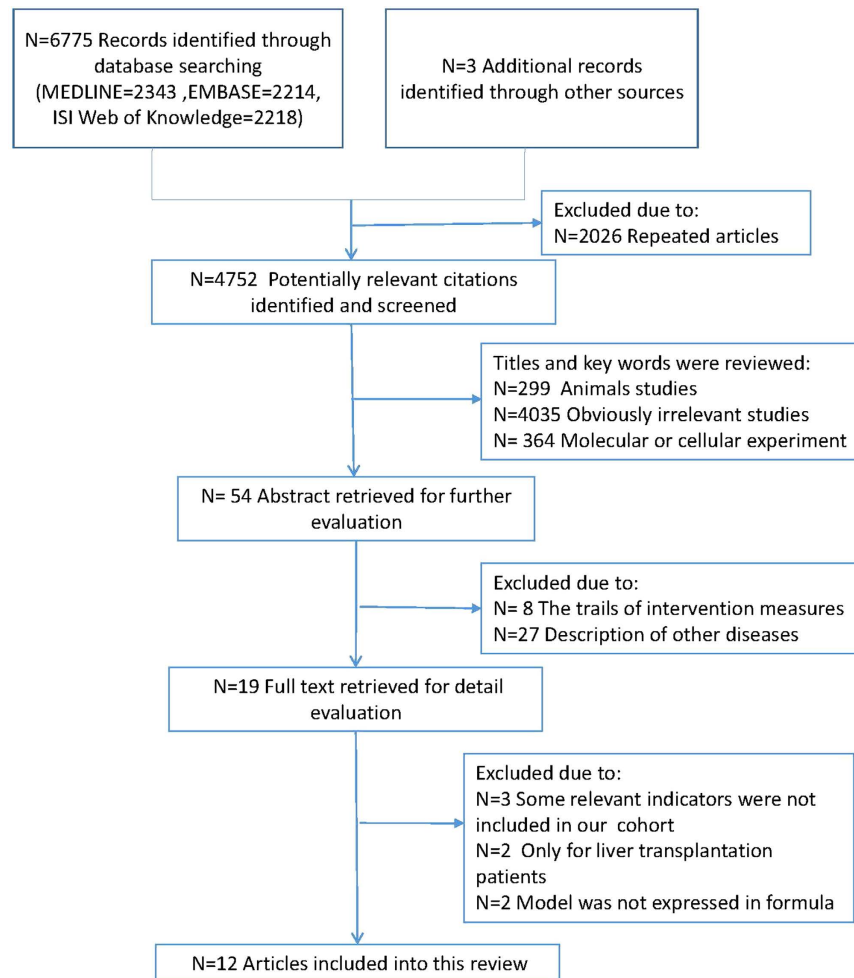 N=6775 Records identified through
database searching
(MEDLINE=2343 ,EMBASE=2214,
ISI Web of Knowledge=2218)
N=3 Additional records
identified through other sources
Excluded due to:
N=2026 Repeated articles
N=4752 Potentially relevant citations
identified and screened
Titles and key words were reviewed:
N=299 Animals studies
N=4035 Obviously irrelevant studies
N= 364 Molecular or cellular experiment
N= 54 Abstract retrieved for further
evaluation
Excluded due to:
N= 8 The trails of intervention measures
N=27 Description of other diseases
N=19 Full text retrieved for detail
evaluation
Excluded due to:
N=3 Some relevant indicators were not
included in our cohort
N=2 Only for liver transplantation
patients
N=2 Model was not expressed in formula
N=12 Articles included into this review